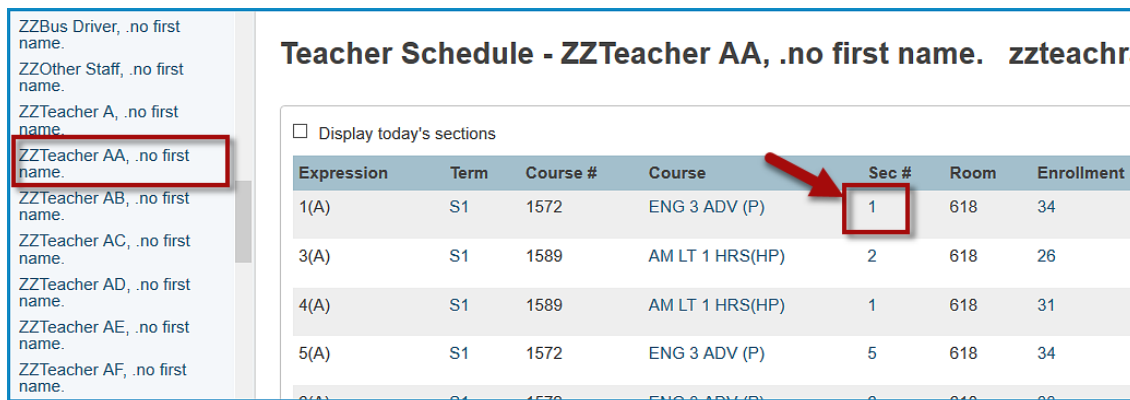 ZZBus Driver, .no first
name.
ZZOther Staff, .no first
name.
ZZTeacher A, .no first
name.
ZZTeacher AA, .no first
name.
ZZTeacher AB, .no first
name.
ZZTeacher AC, .no first
name.
ZZTeacher AD, .no first
name.
ZZTeacher AE, .no first
name.
ZZTeacher AF, .no first
name.
Teacher Schedule - ZZTeacher AA, .no first name. zzteachr
Display today's sections
Expression Term Course # Course Sec # Room Enrollment
1(A) S1 1572 ENG 3 ADV (P) 1 618 34
3(A) S1 1589 AM LT 1 HRS(HP) 2 618 26
4(A) S1 1589 AM LT 1 HRS(HP) 1 618 31
5(A) S1 1572 ENG 3 ADV (P) 5 618 34